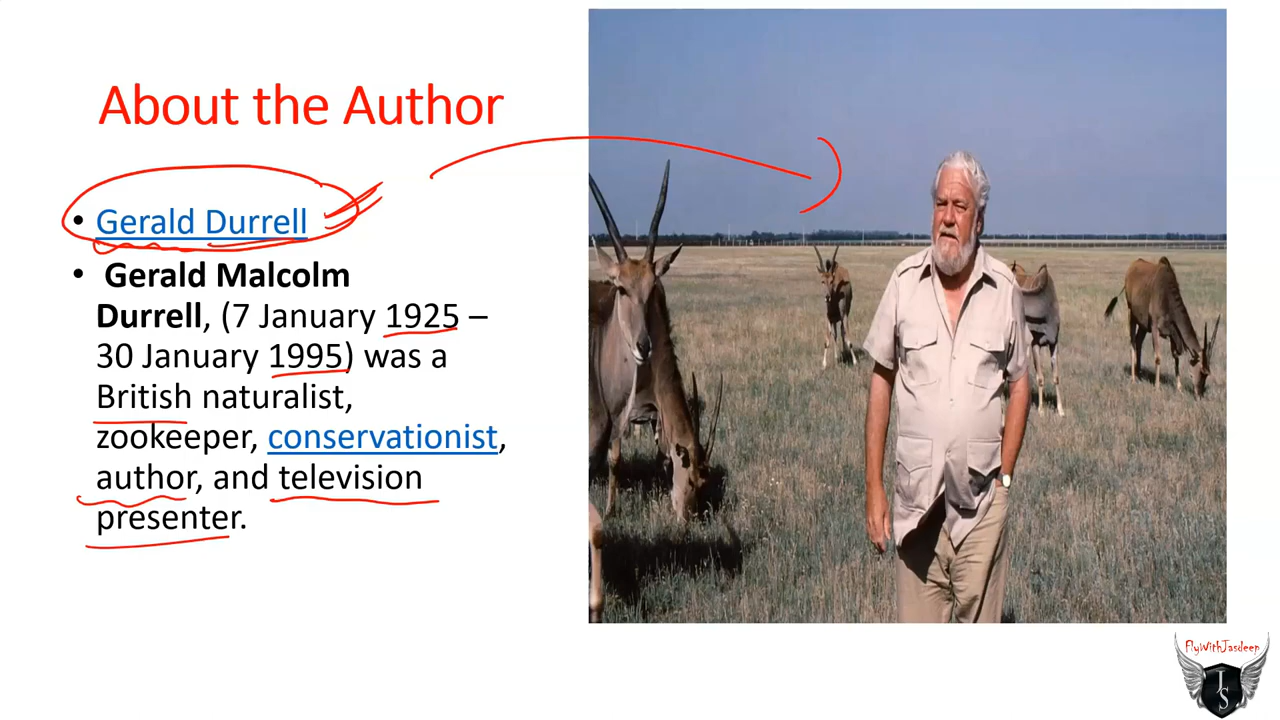 About the Author
• Gerald Durrell
• Gerald Malcolm
Durrell, (7 January 1925 –
30 January 1995) was a
British naturalist,
zookeeper, conservationist,
author, and television
presenter.
FlyWithJasdeep
JS